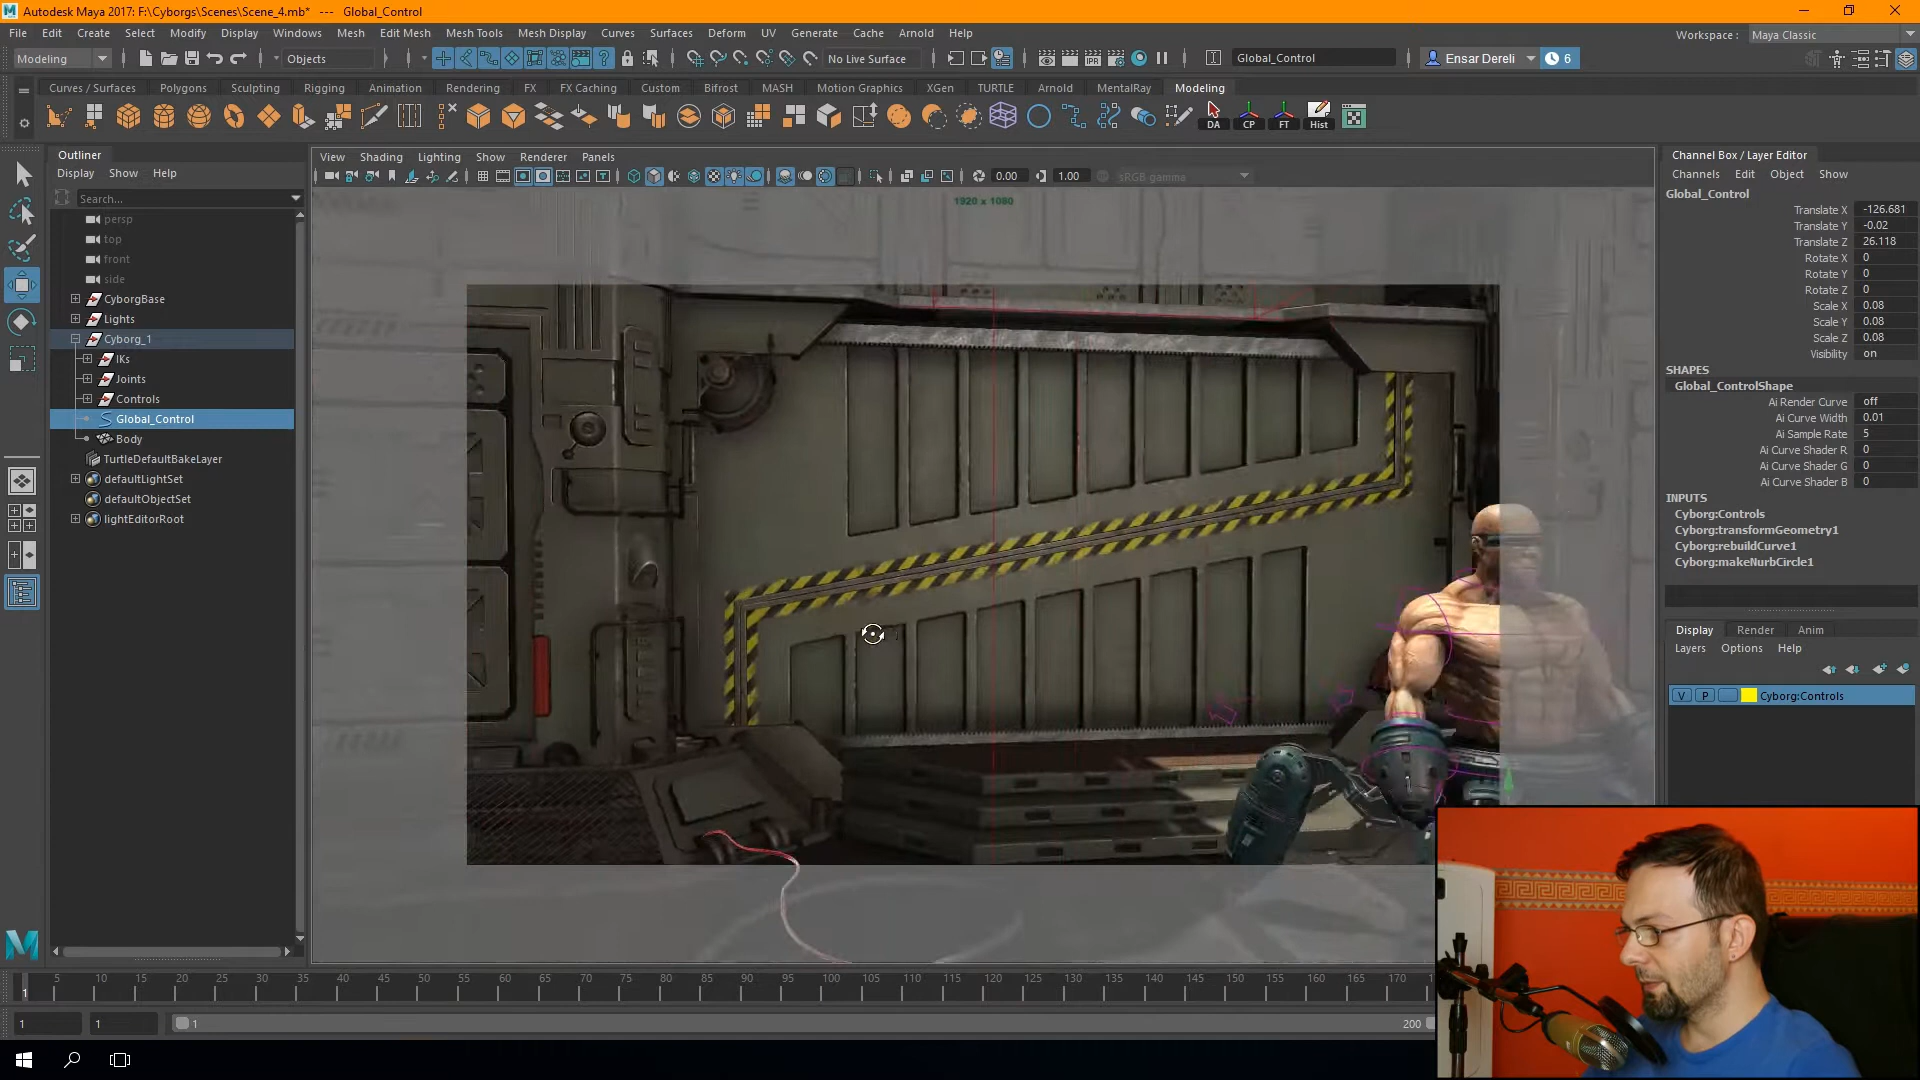 Autodesk Maya 2017: F:\Cyborgs\Scenes\Scene_4.mb* --- Global_Control
File Edit Create Select Modify Display Windows Mesh Edit Mesh Mesh Tools Mesh Display Curves Surfaces Deform UV Generate Cache Arnold Help
Workspace : Maya Classic
Modeling Objects No Live Surface Global_Control Ensar Dereli 6
Curves / Surfaces Polygons Sculpting Rigging Animation Rendering FX FX Caching Custom Bifrost MASH Motion Graphics XGen TURTLE Arnold MentalRay Modeling
DA CP FT Hist
Outliner
Display Show Help
Search...
persp
top
front
side
CyborgBase
Lights
Cyborg_1
IKs
Joints
Controls
Global_Control
Body
TurtleDefaultBakeLayer
defaultLightSet
defaultObjectSet
lightEditorRoot
View Shading Lighting Show Renderer Panels
0.00 1.00 sRGB gamma
1920 x 1080
Channel Box / Layer Editor
Channels Edit Object Show
Global_Control
Translate X -126.681
Translate Y -0.02
Translate Z 26.118
Rotate X 0
Rotate Y 0
Rotate Z 0
Scale X 0.08
Scale Y 0.08
Scale Z 0.08
Visibility on
SHAPES
Global_ControlShape
Ai Render Curve off
Ai Curve Width 0.01
Ai Sample Rate 5
Ai Curve Shader R 0
Ai Curve Shader G 0
Ai Curve Shader B 0
INPUTS
Cyborg:Controls
Cyborg:transformGeometry1
Cyborg:rebuildCurve1
Cyborg:makeNurbCircle1
Display Render Anim
Layers Options Help
V P Cyborg:Controls
5 10 15 20 25 30 35 40 45 50 55 60 65 70 75 80 85 90 95 100 105 110 115 120 125 130 135 140 145 150 155 160 165 170
1
1 1 1 200